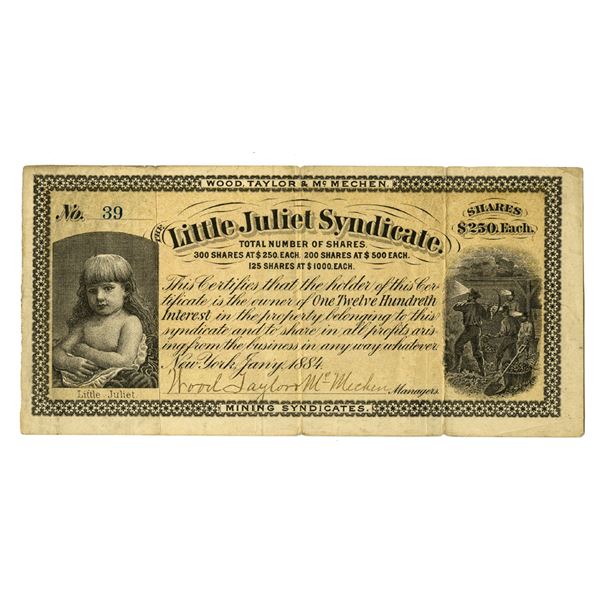 WOOD, TAYLOR & McMECHEN.
No. 39
THE Little Juliet Syndicate.
SHARES
$250. Each.
TOTAL NUMBER OF SHARES.
300 SHARES AT $250. EACH. 200 SHARES AT $500 EACH.
125 SHARES AT $1000. EACH.
This Certifies that the holder of this Cer-
tificate is the owner of One Twelve Hundreth
Interest in the property belonging to this
syndicate and to share in all profits aris
ing from the business in any way whatever
New York, Jan'y 1884.
Wood Taylor & McMechen Managers.
Little Juliet.
MINING SYNDICATES.